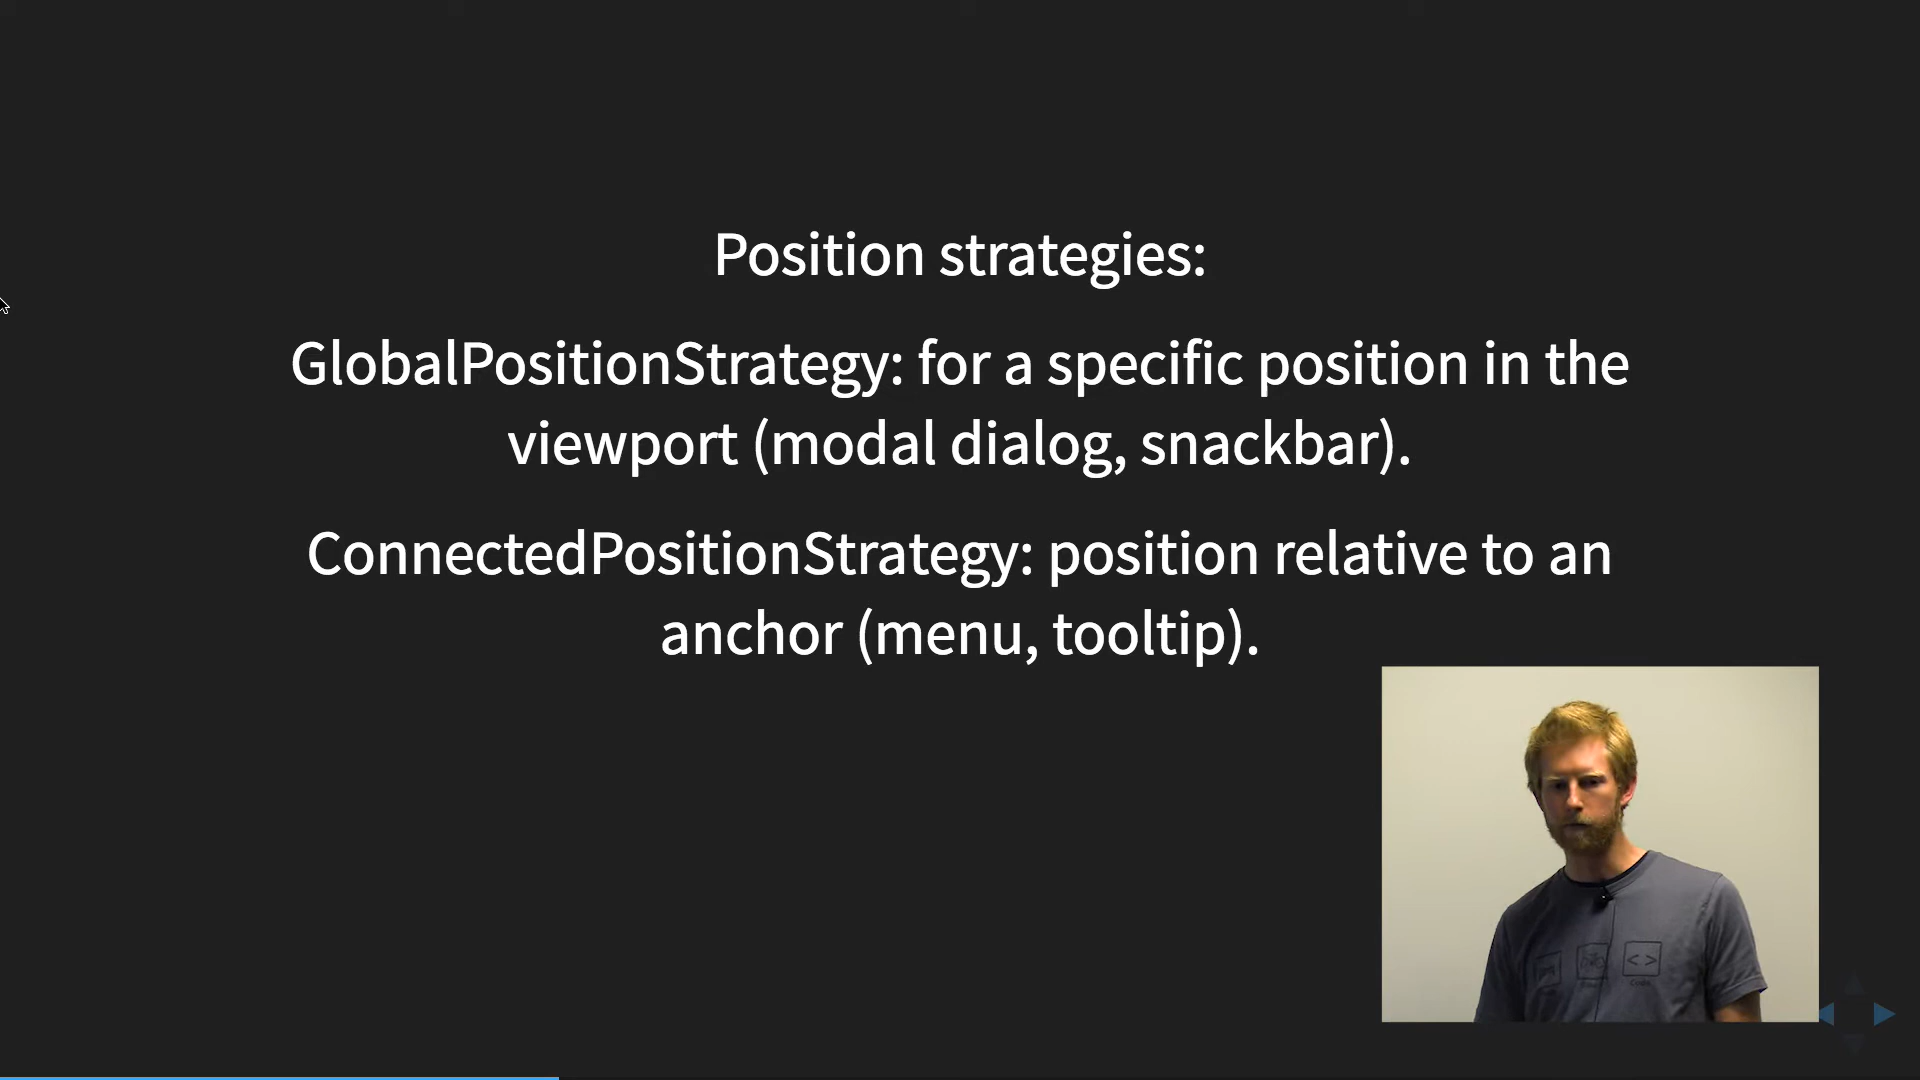 Position strategies:
GlobalPositionStrategy: for a specific position in the
viewport (modal dialog, snackbar).
ConnectedPositionStrategy: position relative to an
anchor (menu, tooltip).
< >
Code